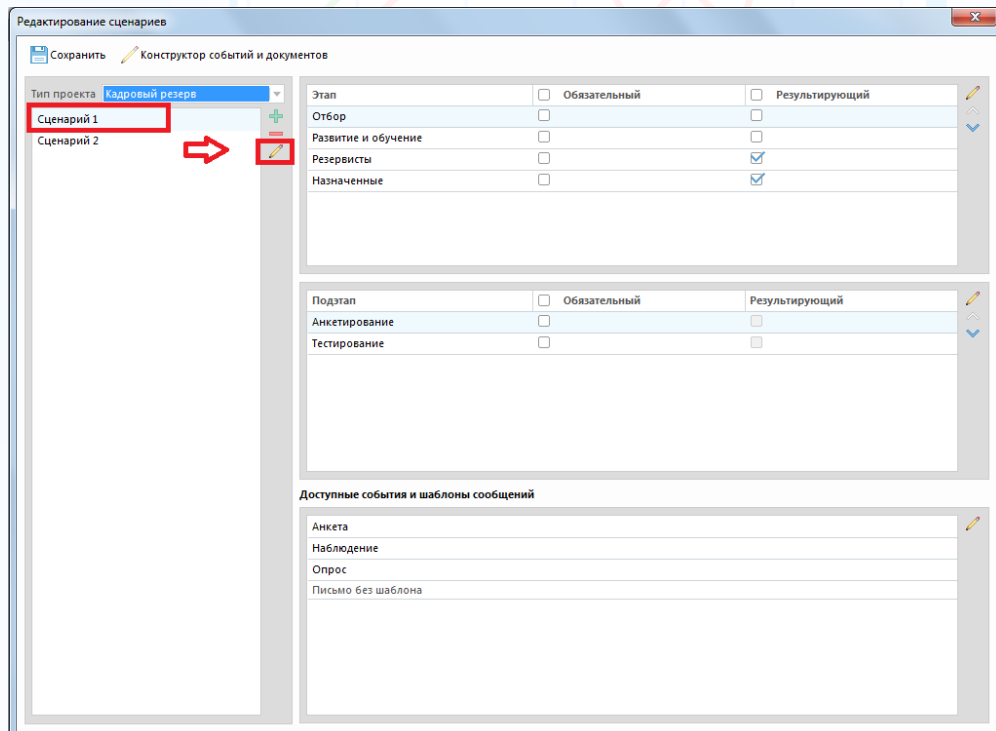 Редактирование сценариев
Сохранить Конструктор событий и документов
Тип проекта Кадровый резерв
Сценарий 1
Сценарий 2
Этап Обязательный Результирующий
Отбор
Развитие и обучение
Резервисты
Назначенные
Подэтап Обязательный Результирующий
Анкетирование
Тестирование
Доступные события и шаблоны сообщений
Анкета
Наблюдение
Опрос
Письмо без шаблона